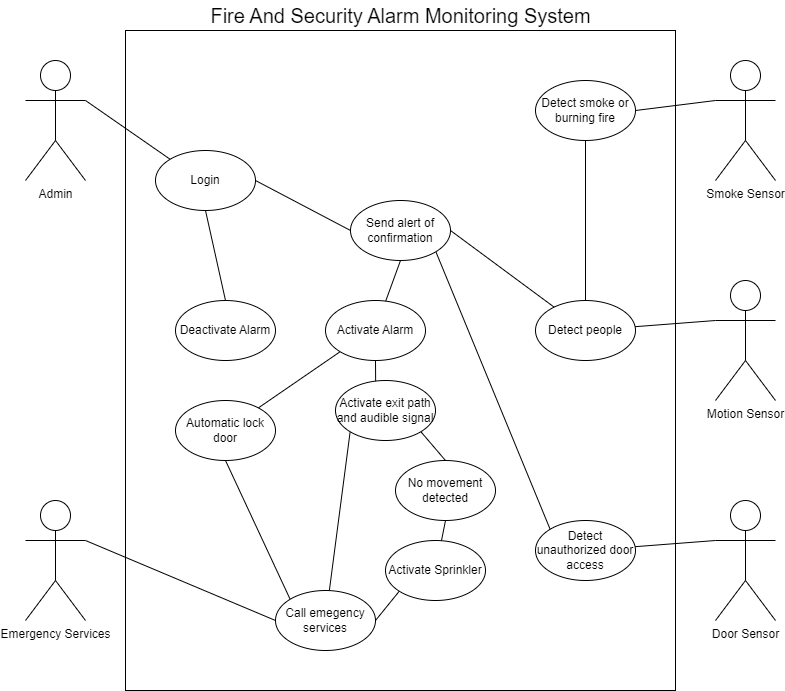 Fire And Security Alarm Monitoring System
Detect smoke or
burning fire
Login
Admin
Smoke Sensor
Send alert of
confirmation
Deactivate Alarm
Activate Alarm
Detect people
Activate exit path
and audible signal
Automatic lock
door
Motion Sensor
No movement
detected
Detect
unauthorized door
access
Activate Sprinkler
Call emegency
services
Emergency Services
Door Sensor